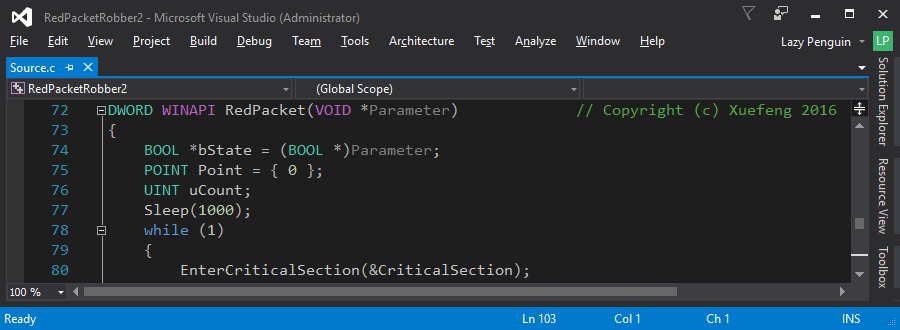 RedPacketRobber2 - Microsoft Visual Studio (Administrator)
File Edit View Project Build Debug Team Tools Architecture Test Analyze Window Help Lazy Penguin LP
Source.c
RedPacketRobber2 (Global Scope)
72 DWORD WINAPI RedPacket(VOID *Parameter) // Copyright (c) Xuefeng 2016
73 {
74 BOOL *bState = (BOOL *)Parameter;
75 POINT Point = { 0 };
76 UINT uCount;
77 Sleep(1000);
78 while (1)
79 {
80 EnterCriticalSection(&CriticalSection);
100 %
Solution Explorer
Resource View
Toolbox
Ready Ln 103 Col 1 Ch 1 INS